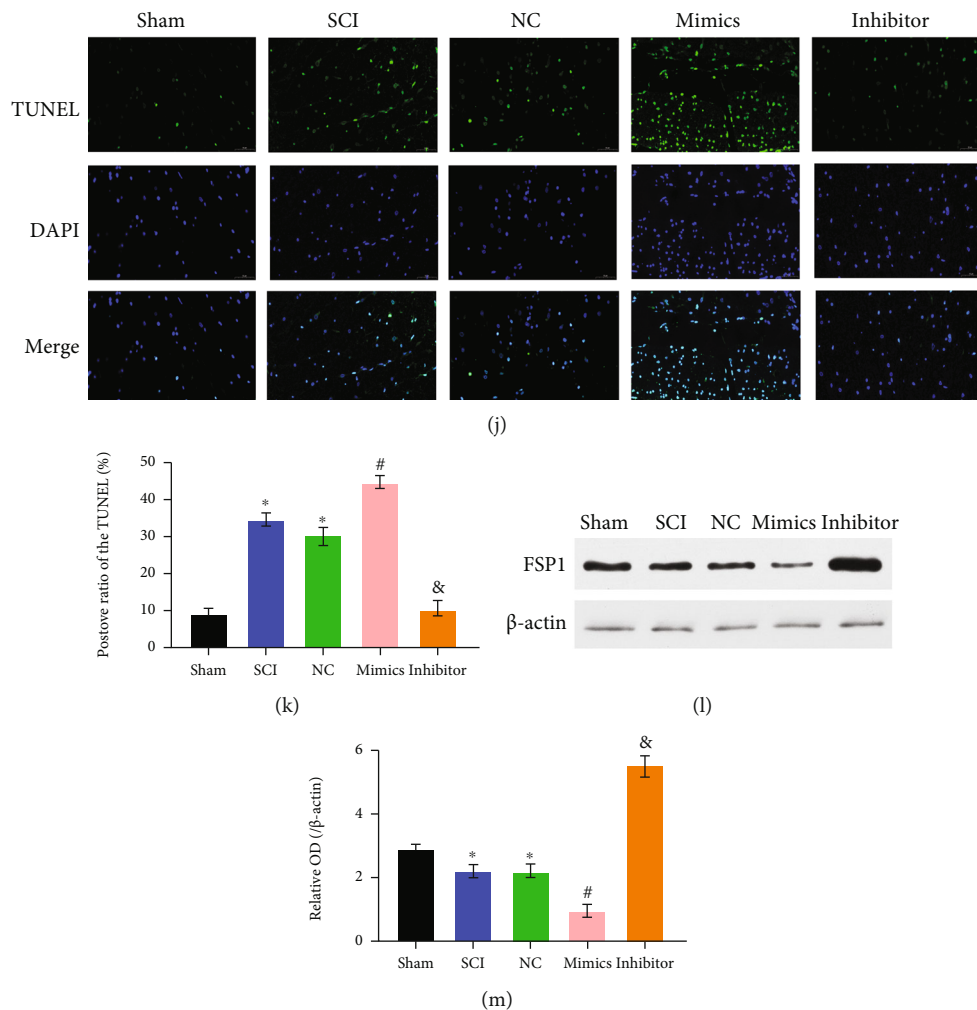 Sham SCI NC Mimics Inhibitor
TUNEL
DAPI
Merge
(j)
Postove ratio of the TUNEL (%)
50
40
30
20
10
0
* * # &
Sham SCI NC Mimics Inhibitor
(k)
Sham SCI NC Mimics Inhibitor
FSP1
β-actin
(l)
Relative OD (/β-actin)
6
4
2
0
* * # &
Sham SCI NC Mimics Inhibitor
(m)